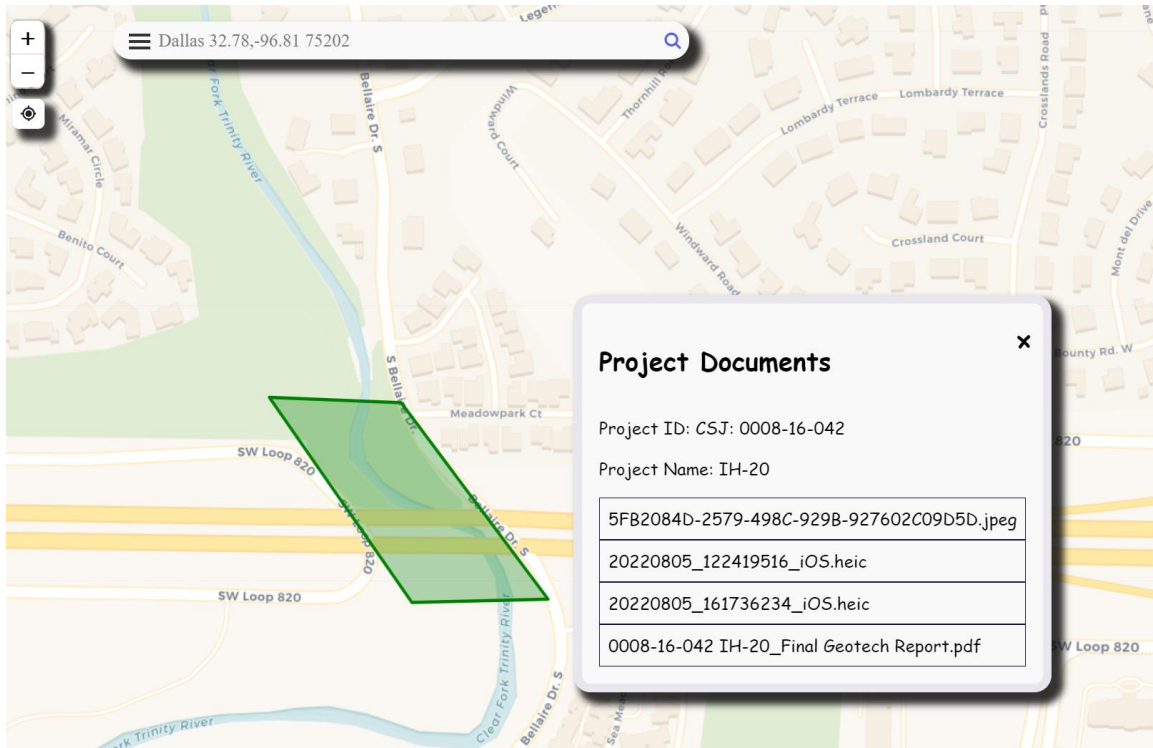 +
−
Dallas 32.78,-96.81 75202
Bellaire Dr. S
Clear Fork Trinity River
Miramar Circle
Benito Court
Windward Court
Thornhill
Lombardy Terrace
Lombardy Terrace
Crosslands Road
Crossland Court
Mont del Drive
Windward Road
Bounty Rd. W
S Bellaire Dr.
Meadowpark Ct
SW Loop 820
SW Loop 820
SW Loop 820
Bellaire Dr. S
820
SW Loop 820
Clear Fork Trinity River
Bellaire Dr. S
Trinity River
Project Documents
Project ID: CSJ: 0008-16-042
Project Name: IH-20
5FB2084D-2579-498C-929B-927602C09D5D.jpeg
20220805_122419516_iOS.heic
20220805_161736234_iOS.heic
0008-16-042 IH-20_Final Geotech Report.pdf